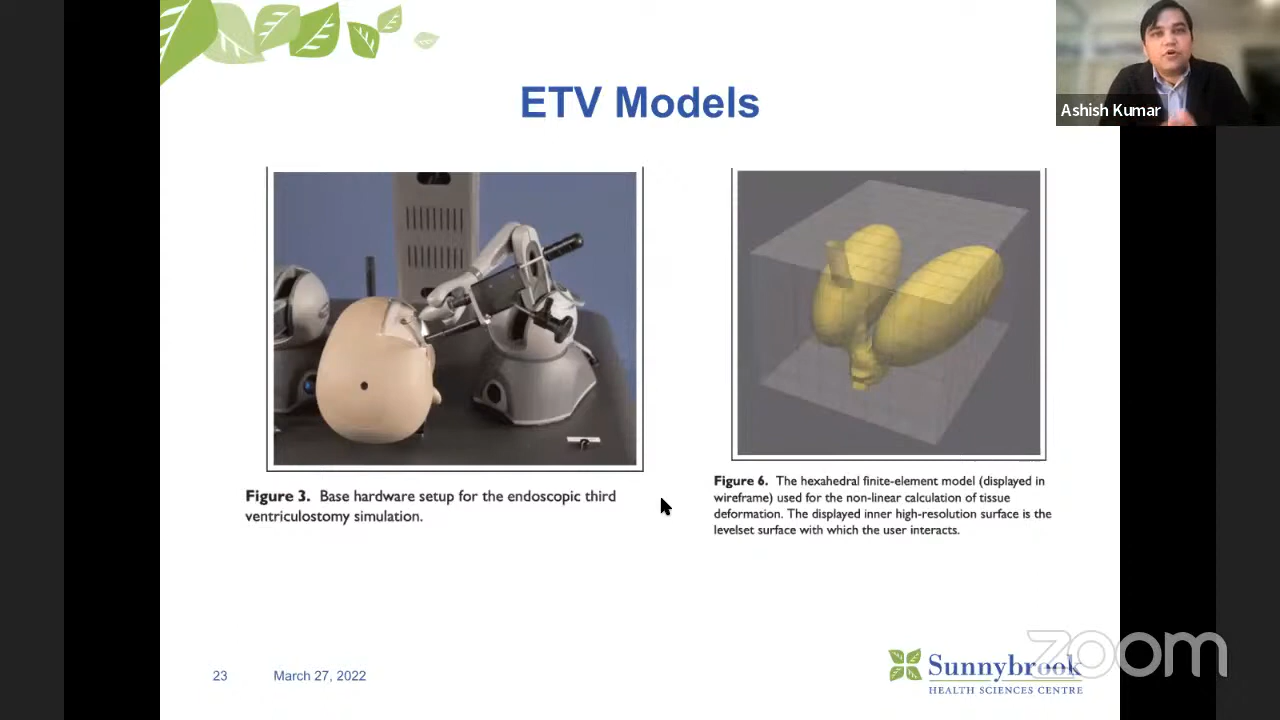 ETV Models
Ashish Kumar
Figure 3. Base hardware setup for the endoscopic third
ventriculostomy simulation.
Figure 6. The hexahedral finite-element model (displayed in
wireframe) used for the non-linear calculation of tissue
deformation. The displayed inner high-resolution surface is the
levelset surface with which the user interacts.
23
March 27, 2022
Sunnybrook
HEALTH SCIENCES CENTRE
zoom